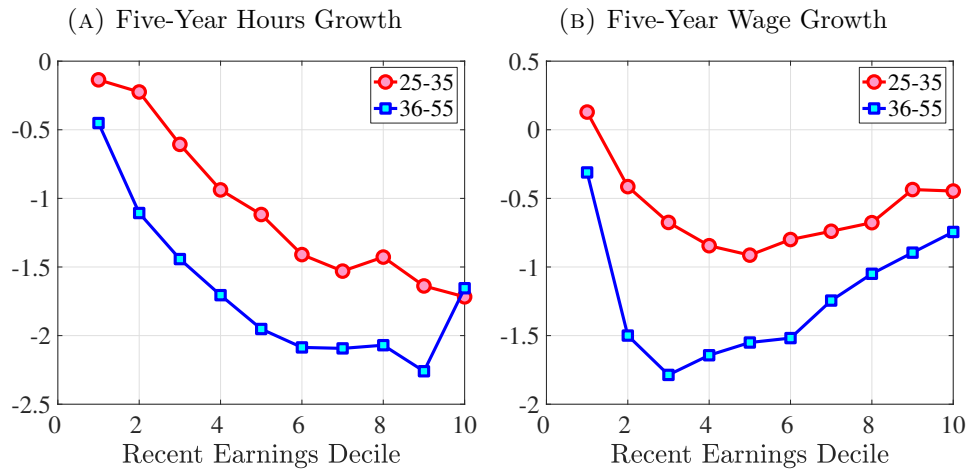 (A) Five-Year Hours Growth
0
-0.5
-1
-1.5
-2
-2.5
0 2 4 6 8 10
Recent Earnings Decile
25-35
36-55
(B) Five-Year Wage Growth
0.5
0
-0.5
-1
-1.5
-2
0 2 4 6 8 10
Recent Earnings Decile
25-35
36-55